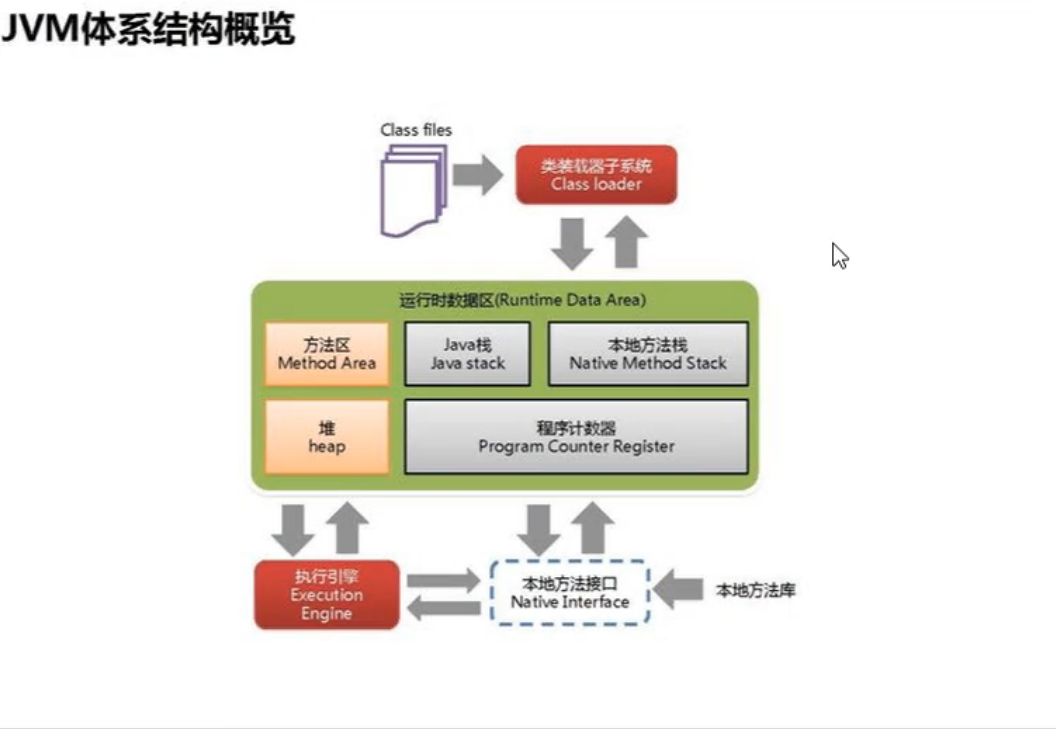 JVM体系结构概览
Class files
类装载器子系统
Class loader
运行时数据区(Runtime Data Area)
方法区
Method Area
Java栈
Java stack
本地方法栈
Native Method Stack
堆
heap
程序计数器
Program Counter Register
执行引擎
Execution
Engine
本地方法接口
Native Interface
本地方法库